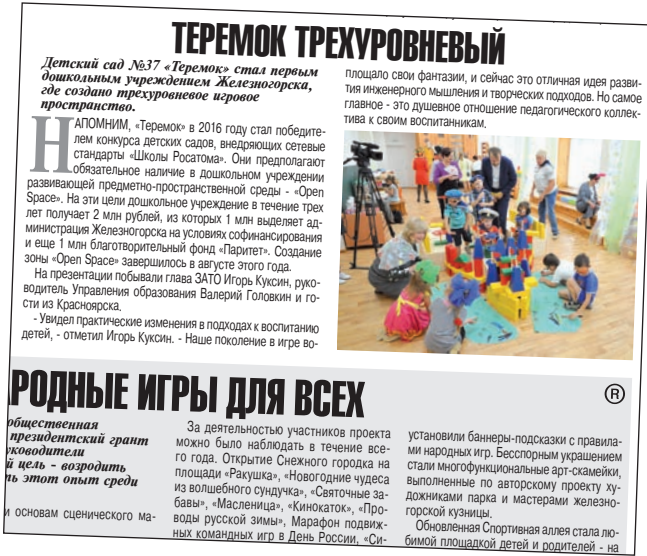 ТЕРЕМОК ТРЕХУРОВНЕВЫЙ
Детский сад №37 «Теремок» стал первым
дошкольным учреждением Железногорска,
где создано трехуровневое игровое
пространство.
НАПОМНИМ, «Теремок» в 2016 году стал победите-
лем конкурса детских садов, внедряющих сетевые
стандарты «Школы Росатома». Они предполагают
обязательное наличие в дошкольном учреждении
развивающей предметно-пространственной среды - «Open
Space». На эти цели дошкольное учреждение в течение трех
лет получает 2 млн рублей, из которых 1 млн выделяет ад-
министрация Железногорска на условиях софинансирования
и еще 1 млн благотворительный фонд «Паритет». Создание
зоны «Open Space» завершилось в августе этого года.
На презентации побывали глава ЗАТО Игорь Куксин, руко-
водитель Управления образования Валерий Головкин и го-
сти из Красноярска.
- Увидел практические изменения в подходах к воспитанию
детей, - отметил Игорь Куксин. - Наше поколение в игре во-
площало свои фантазии, и сейчас это отличная идея разви-
тия инженерного мышления и творческих подходов. Но самое
главное - это душевное отношение педагогического коллек-
тива к своим воспитанникам.
РОДНЫЕ ИГРЫ ДЛЯ ВСЕХ
®
общественная
президентский грант
руководители
й цель - возродить
ть этот опыт среди
и основам сценического ма-
За деятельностью участников проекта
можно было наблюдать в течение все-
го года. Открытие Снежного городка на
площади «Ракушка», «Новогодние чудеса
из волшебного сундучка», «Святочные за-
бавы», «Масленица», «Кинокаток», «Про-
воды русской зимы», Марафон подвиж-
ных командных игр в День России, «Си-
установили баннеры-подсказки с правила-
ми народных игр. Бесспорным украшением
стали многофункциональные арт-скамейки,
выполненные по авторскому проекту ху-
дожниками парка и мастерами железно-
горской кузницы.
Обновленная Спортивная аллея стала лю-
бимой площадкой детей и родителей - на